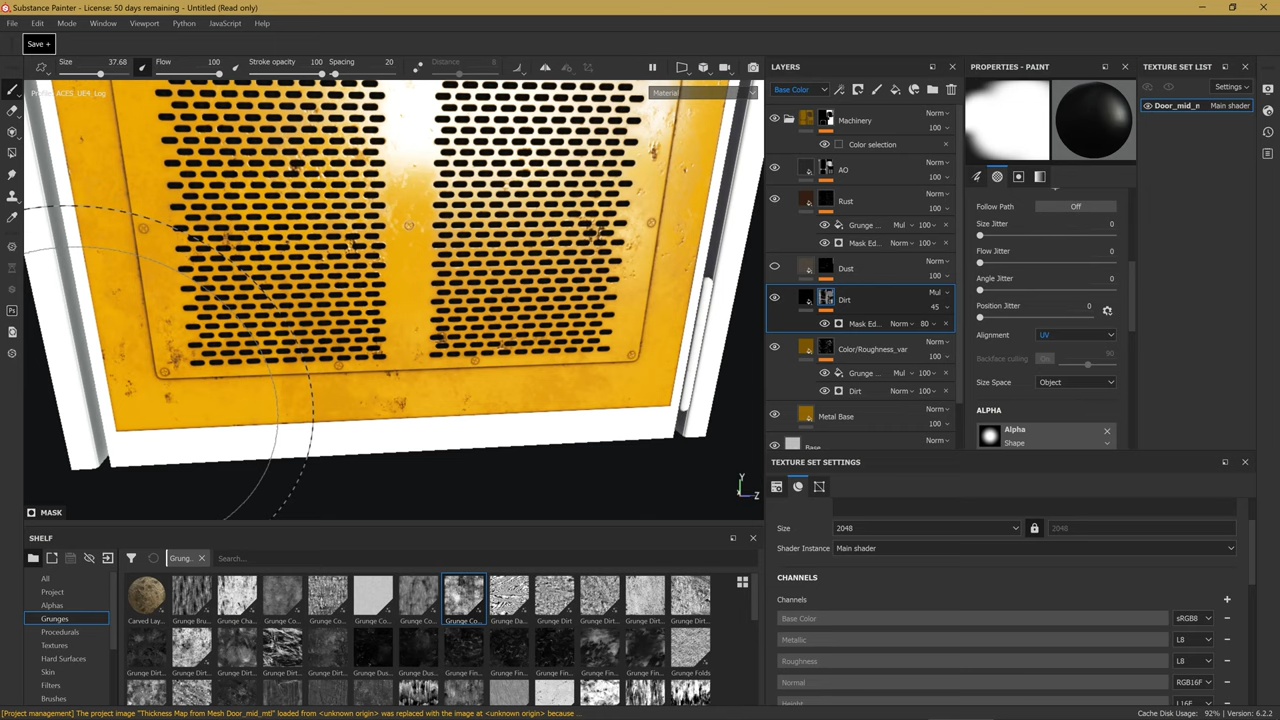 Substance Painter - License: 50 days remaining - Untitled (Read only)
File Edit Mode Window Viewport Python JavaScript Help
Save +
Size 37.68 Flow 100 Stroke opacity 100 Spacing 20 Distance 8
ACES_UE4_Log
Material
MASK
Y
Z
LAYERS
Base Color
Machinery Norm 100
Color selection
AO Norm 100
Rust Norm 100
Grunge ... Mul 100
Mask Ed... Norm 100
Dust Norm 100
Dirt Mul 45
Mask Ed... Norm 80
Color/Roughness_var Norm 100
Grunge ... Mul 100
Dirt Norm 100
Metal Base Norm 100
Base Norm
PROPERTIES - PAINT
Follow Path Off
Size Jitter 0
Flow Jitter 0
Angle Jitter 0
Position Jitter 0
Alignment UV
Backface culling On 90
Size Space Object
ALPHA
Alpha
Shape
TEXTURE SET LIST
Settings
Door_mid_n Main shader
TEXTURE SET SETTINGS
Size 2048 2048
Shader Instance Main shader
CHANNELS
Channels
Base Color sRGB8
Metallic L8
Roughness L8
Normal RGB16F
Height L16F
SHELF
Grung... Search...
All
Project
Alphas
Grunges
Procedurals
Textures
Hard Surfaces
Skin
Filters
Brushes
Carved Lay... Grunge Bru... Grunge Cha... Grunge Co... Grunge Co... Grunge Co... Grunge Co... Grunge Co... Grunge Da... Grunge Dirt Grunge Dirt... Grunge Dirt... Grunge Dirt...
Grunge Dirt... Grunge Dirt... Grunge Dirt... Grunge Dirt... Grunge Dirt... Grunge Dus... Grunge Dus... Grunge Fin... Grunge Fin... Grunge Fin... Grunge Fin... Grunge Fin... Grunge Folds
[Project management] The project image "Thickness Map from Mesh Door_mid_mtl" loaded from <unknown origin> was replaced with the image at <unknown origin> because ...
Cache Disk Usage: 92% | Version: 6.2.2